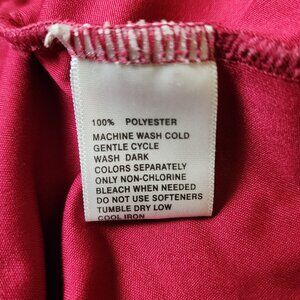 100% POLYESTER
MACHINE WASH COLD
GENTLE CYCLE
WASH DARK
COLORS SEPARATELY
ONLY NON-CHLORINE
BLEACH WHEN NEEDED
DO NOT USE SOFTENERS
TUMBLE DRY LOW
COOL IRON